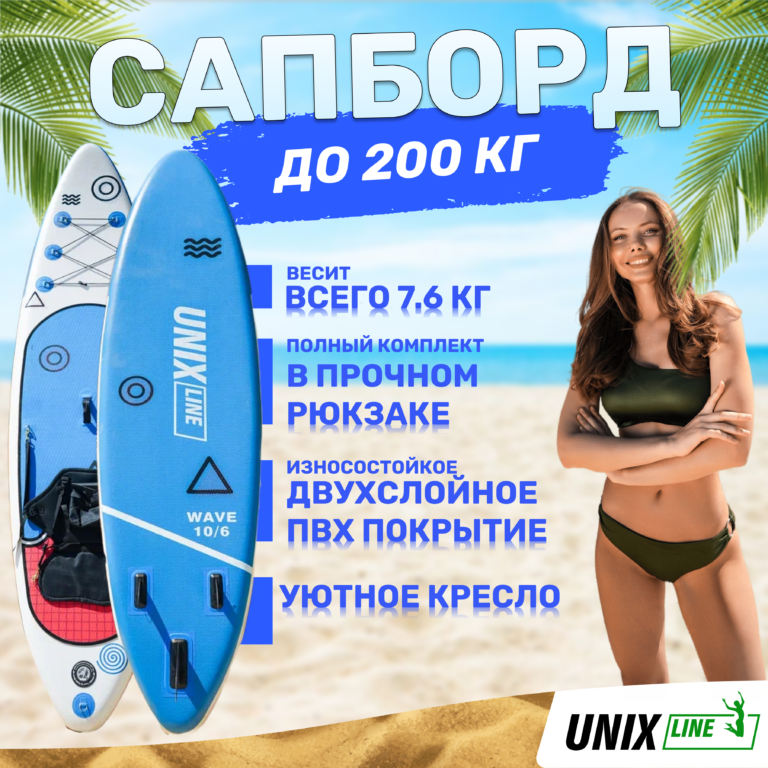 САПБОРД
ДО 200 КГ
ВЕСИТ
ВСЕГО 7.6 КГ
ПОЛНЫЙ КОМПЛЕКТ
В ПРОЧНОМ
РЮКЗАКЕ
ИЗНОСОСТОЙКОЕ
ДВУХСЛОЙНОЕ
ПВХ ПОКРЫТИЕ
УЮТНОЕ КРЕСЛО
UNIX
LINE
WAVE
10/6
UNIX LINE